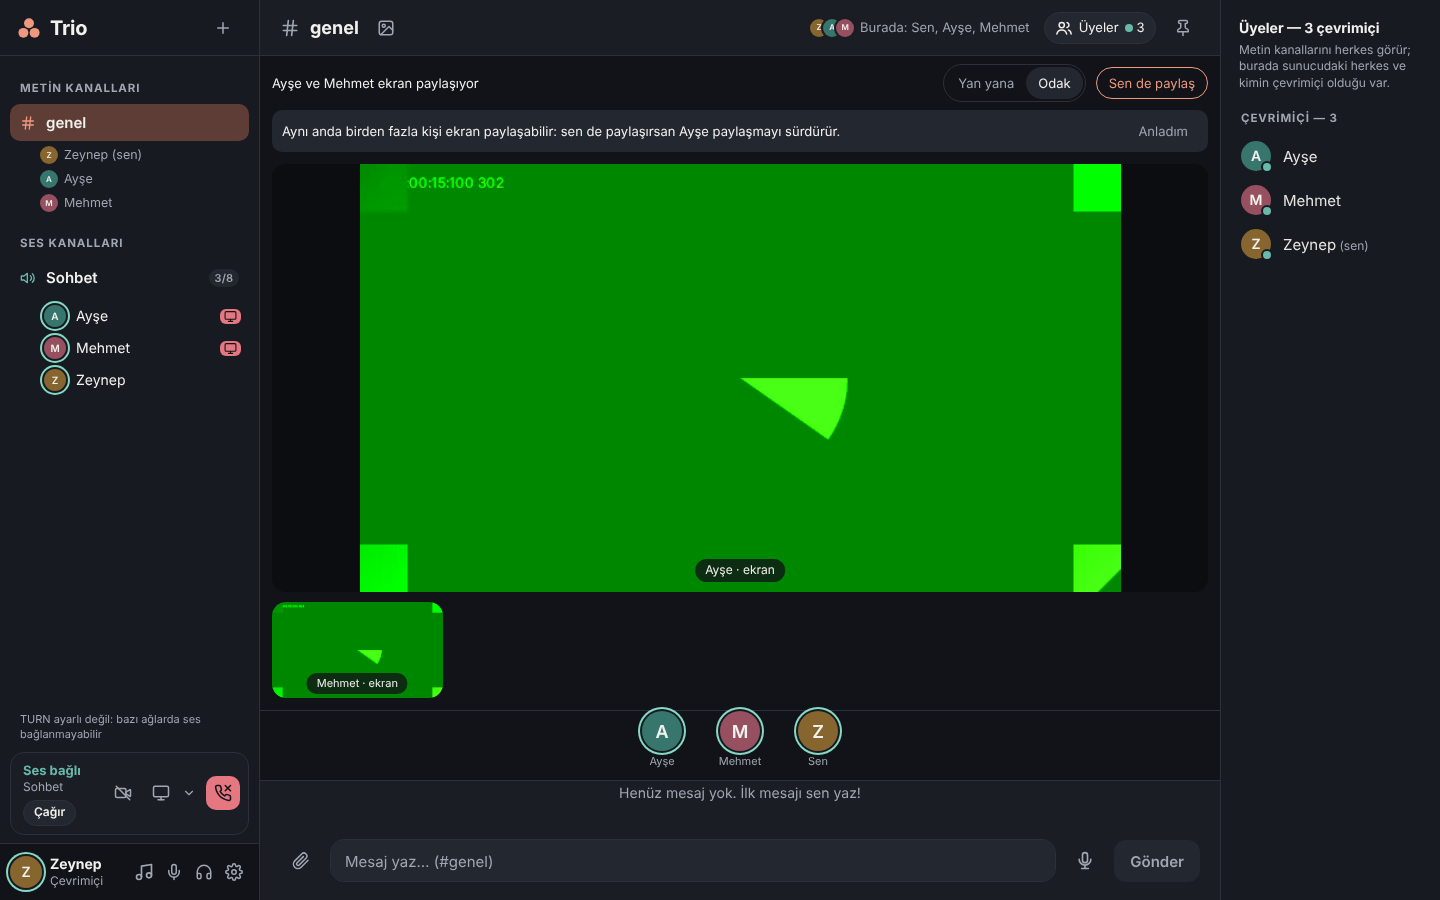 Trio
METİN KANALLARI
genel
Z Zeynep (sen)
A Ayşe
M Mehmet
SES KANALLARI
Sohbet 3/8
A Ayşe
M Mehmet
Z Zeynep
TURN ayarlı değil: bazı ağlarda ses
bağlanmayabilir
Ses bağlı
Sohbet
Çağır
Z Zeynep
Çevrimiçi
# genel
Z A M Burada: Sen, Ayşe, Mehmet
Üyeler 3
Ayşe ve Mehmet ekran paylaşıyor
Yan yana Odak Sen de paylaş
Aynı anda birden fazla kişi ekran paylaşabilir: sen de paylaşırsan Ayşe paylaşmayı sürdürür. Anladım
00:15:100 302
Ayşe · ekran
Mehmet · ekran
A M Z
Ayşe Mehmet Sen
Henüz mesaj yok. İlk mesajı sen yaz!
Mesaj yaz… (#genel)
Gönder
Üyeler — 3 çevrimiçi
Metin kanallarını herkes görür;
burada sunucudaki herkes ve
kimin çevrimiçi olduğu var.
ÇEVRİMİÇİ — 3
A Ayşe
M Mehmet
Z Zeynep (sen)